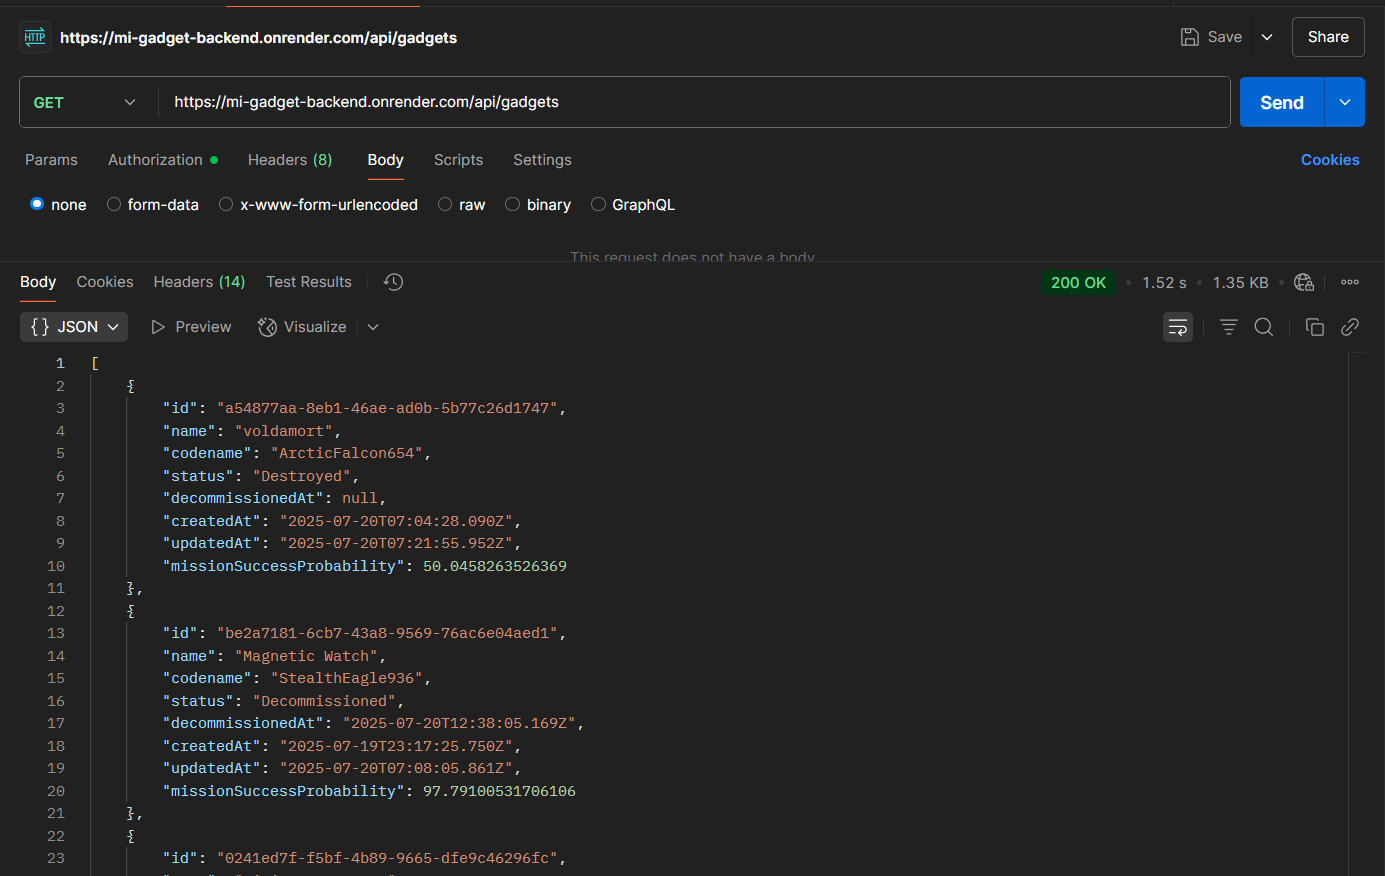 HTTP https://mi-gadget-backend.onrender.com/api/gadgets Save Share
GET https://mi-gadget-backend.onrender.com/api/gadgets Send
Params Authorization Headers (8) Body Scripts Settings Cookies
none form-data x-www-form-urlencoded raw binary GraphQL
This request does not have a body
Body Cookies Headers (14) Test Results 200 OK 1.52 s 1.35 KB
{} JSON Preview Visualize
1 [
2 {
3 "id": "a54877aa-8eb1-46ae-ad0b-5b77c26d1747",
4 "name": "voldamort",
5 "codename": "ArcticFalcon654",
6 "status": "Destroyed",
7 "decommissionedAt": null,
8 "createdAt": "2025-07-20T07:04:28.090Z",
9 "updatedAt": "2025-07-20T07:21:55.952Z",
10 "missionSuccessProbability": 50.0458263526369
11 },
12 {
13 "id": "be2a7181-6cb7-43a8-9569-76ac6e04aed1",
14 "name": "Magnetic Watch",
15 "codename": "StealthEagle936",
16 "status": "Decommissioned",
17 "decommissionedAt": "2025-07-20T12:38:05.169Z",
18 "createdAt": "2025-07-19T23:17:25.750Z",
19 "updatedAt": "2025-07-20T07:08:05.861Z",
20 "missionSuccessProbability": 97.79100531706106
21 },
22 {
23 "id": "0241ed7f-f5bf-4b89-9665-dfe9c46296fc",